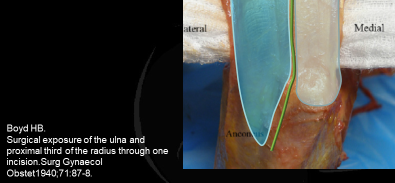 ateral
Medial
Anconeus
Boyd HB.
Surgical exposure of the ulna and
proximal third of the radius through one
incision.Surg Gynaecol
Obstet1940;71:87-8.